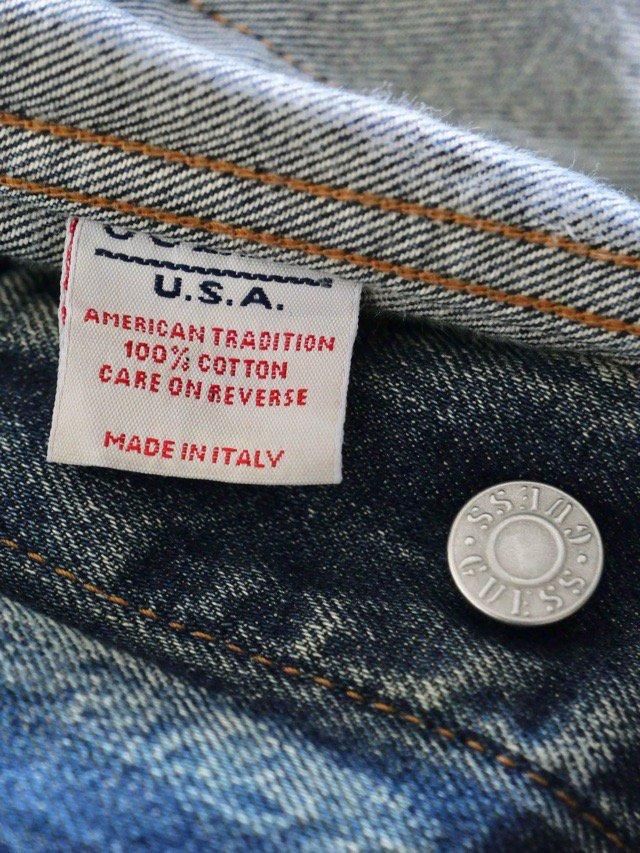 U.S.A.
AMERICAN TRADITION
100% COTTON
CARE ON REVERSE
MADE IN ITALY
GUESS
GUESS